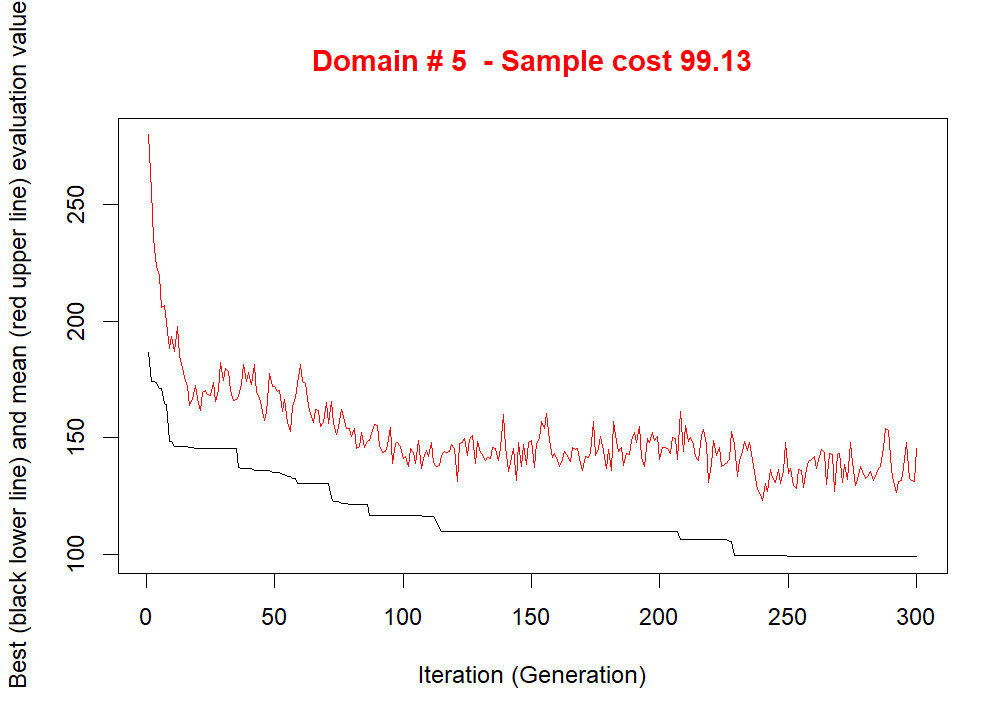 Domain # 5  - Sample cost 99.13
Best (black lower line) and mean (red upper line) evaluation value
250
200
150
100
0 50 100 150 200 250 300
Iteration (Generation)